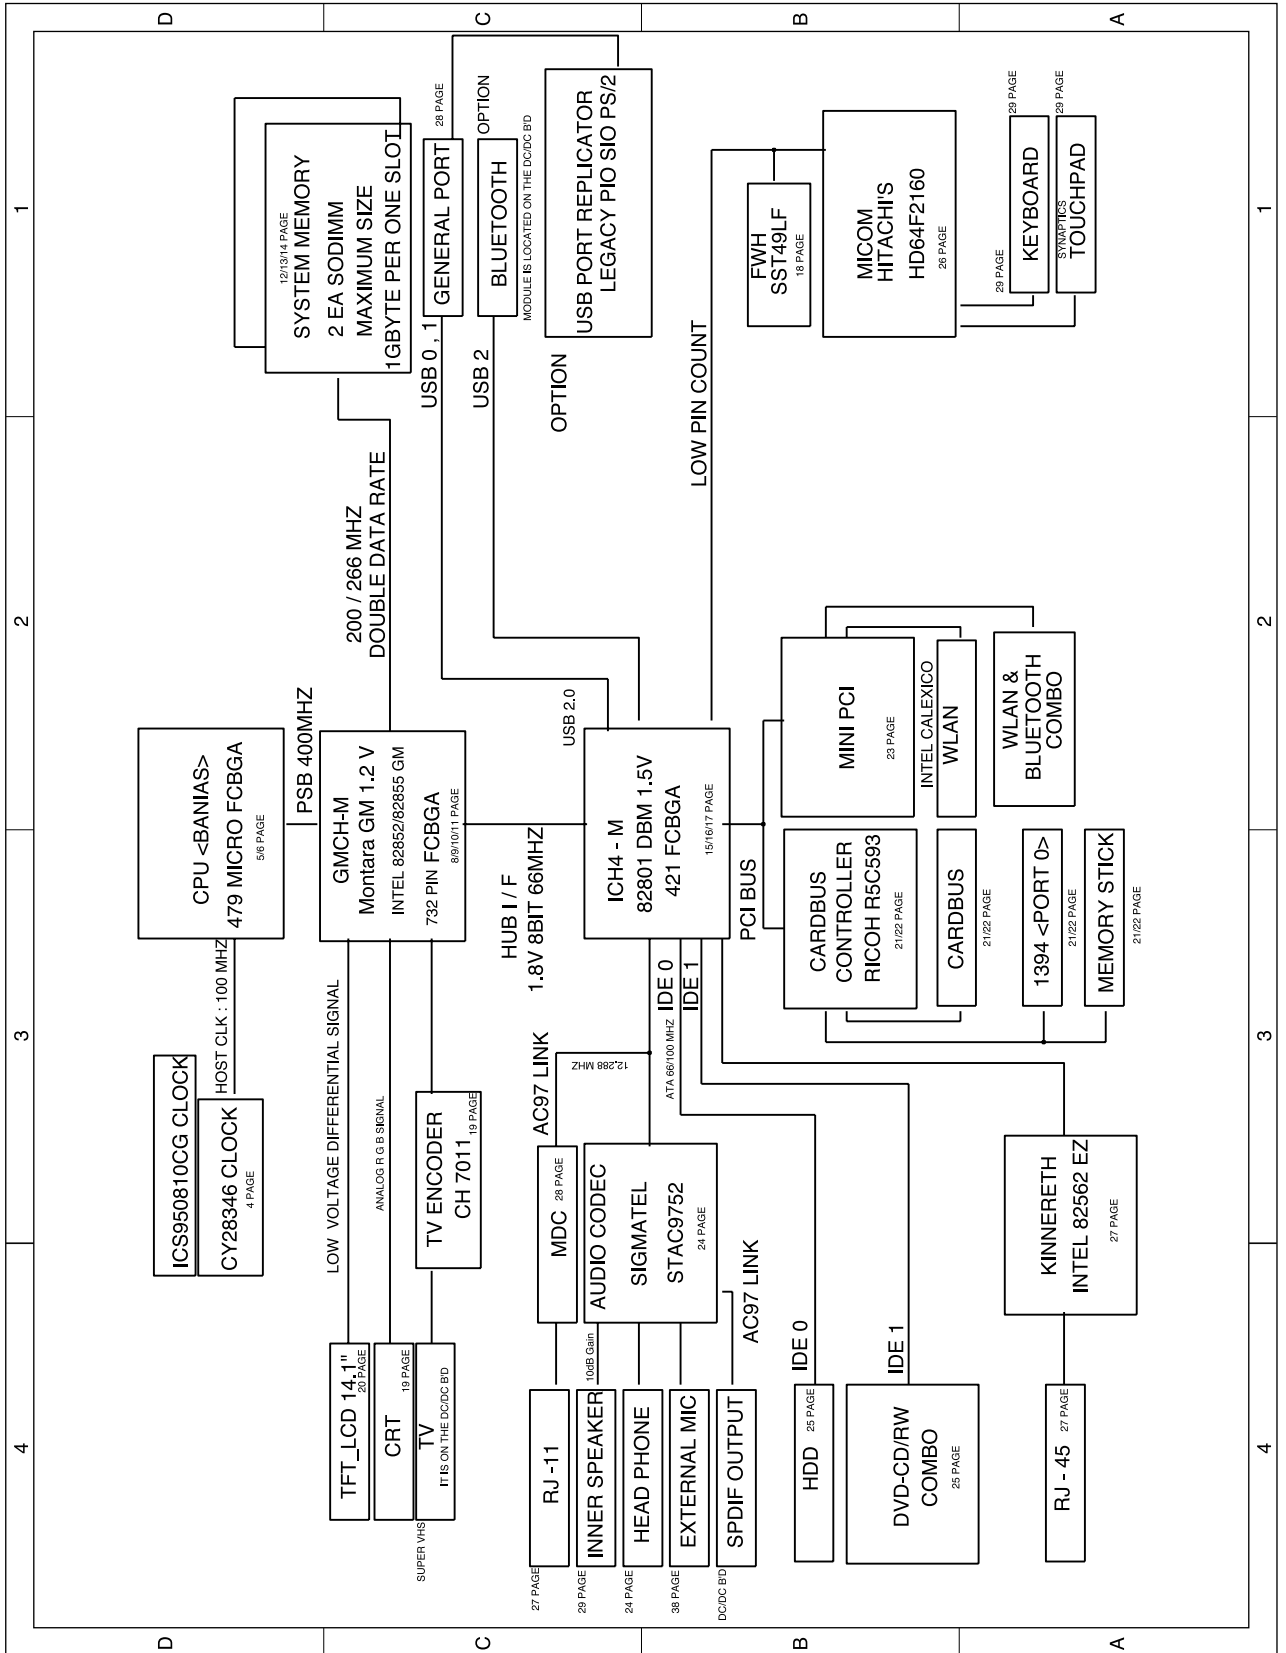 4
3
2
1
D
D
C
C
B
B
A
A
4
3
2
1
ICS950810CG CLOCK
CY28346 CLOCK
4 PAGE
HOST CLK : 100 MHZ
CPU <BANIAS>
479 MICRO FCBGA
5/6 PAGE
PSB 400MHZ
GMCH-M
Montara GM 1.2 V
INTEL 82852/82855 GM
732 PIN FCBGA
8/9/10/11 PAGE
200 / 266 MHZ
DOUBLE DATA RATE
12/13/14 PAGE
SYSTEM MEMORY
2 EA SODIMM
MAXIMUM SIZE
1GBYTE PER ONE SLOT
LOW VOLTAGE DIFFERENTIAL SIGNAL
ANALOG R G B SIGNAL
TFT_LCD 14.1"
20 PAGE
CRT
19 PAGE
TV
IT IS ON THE DC/DC B'D
SUPER VHS
TV ENCODER
CH 7011
19 PAGE
HUB I / F
1.8V 8BIT 66MHZ
USB 2.0
USB 0 , 1
GENERAL PORT
28 PAGE
USB 2
BLUETOOTH
OPTION
MODULE IS LOCATED ON THE DC/DC B'D
OPTION
USB PORT REPLICATOR
LEGACY PIO SIO PS/2
ICH4 - M
82801 DBM 1.5V
421 FCBGA
15/16/17 PAGE
AC97 LINK
12,288 MHZ
MDC
28 PAGE
RJ -11
27 PAGE
AUDIO CODEC
SIGMATEL
STAC9752
24 PAGE
10dB Gain
INNER SPEAKER
29 PAGE
HEAD PHONE
24 PAGE
EXTERNAL MIC
38 PAGE
SPDIF OUTPUT
DC/DC B'D
AC97 LINK
IDE 0
ATA 66/100 MHZ
IDE 1
IDE 0
HDD
25 PAGE
IDE 1
DVD-CD/RW
COMBO
25 PAGE
LOW PIN COUNT
FWH
SST49LF
18 PAGE
MICOM
HITACHI'S
HD64F2160
26 PAGE
29 PAGE
KEYBOARD
29 PAGE
SYNAPTICS
TOUCHPAD
29 PAGE
PCI BUS
CARDBUS
CONTROLLER
RICOH R5C593
21/22 PAGE
CARDBUS
21/22 PAGE
1394 <PORT 0>
21/22 PAGE
MEMORY STICK
21/22 PAGE
MINI PCI
23 PAGE
INTEL CALEXICO
WLAN
WLAN &
BLUETOOTH
COMBO
KINNERETH
INTEL 82562 EZ
27 PAGE
RJ - 45
27 PAGE